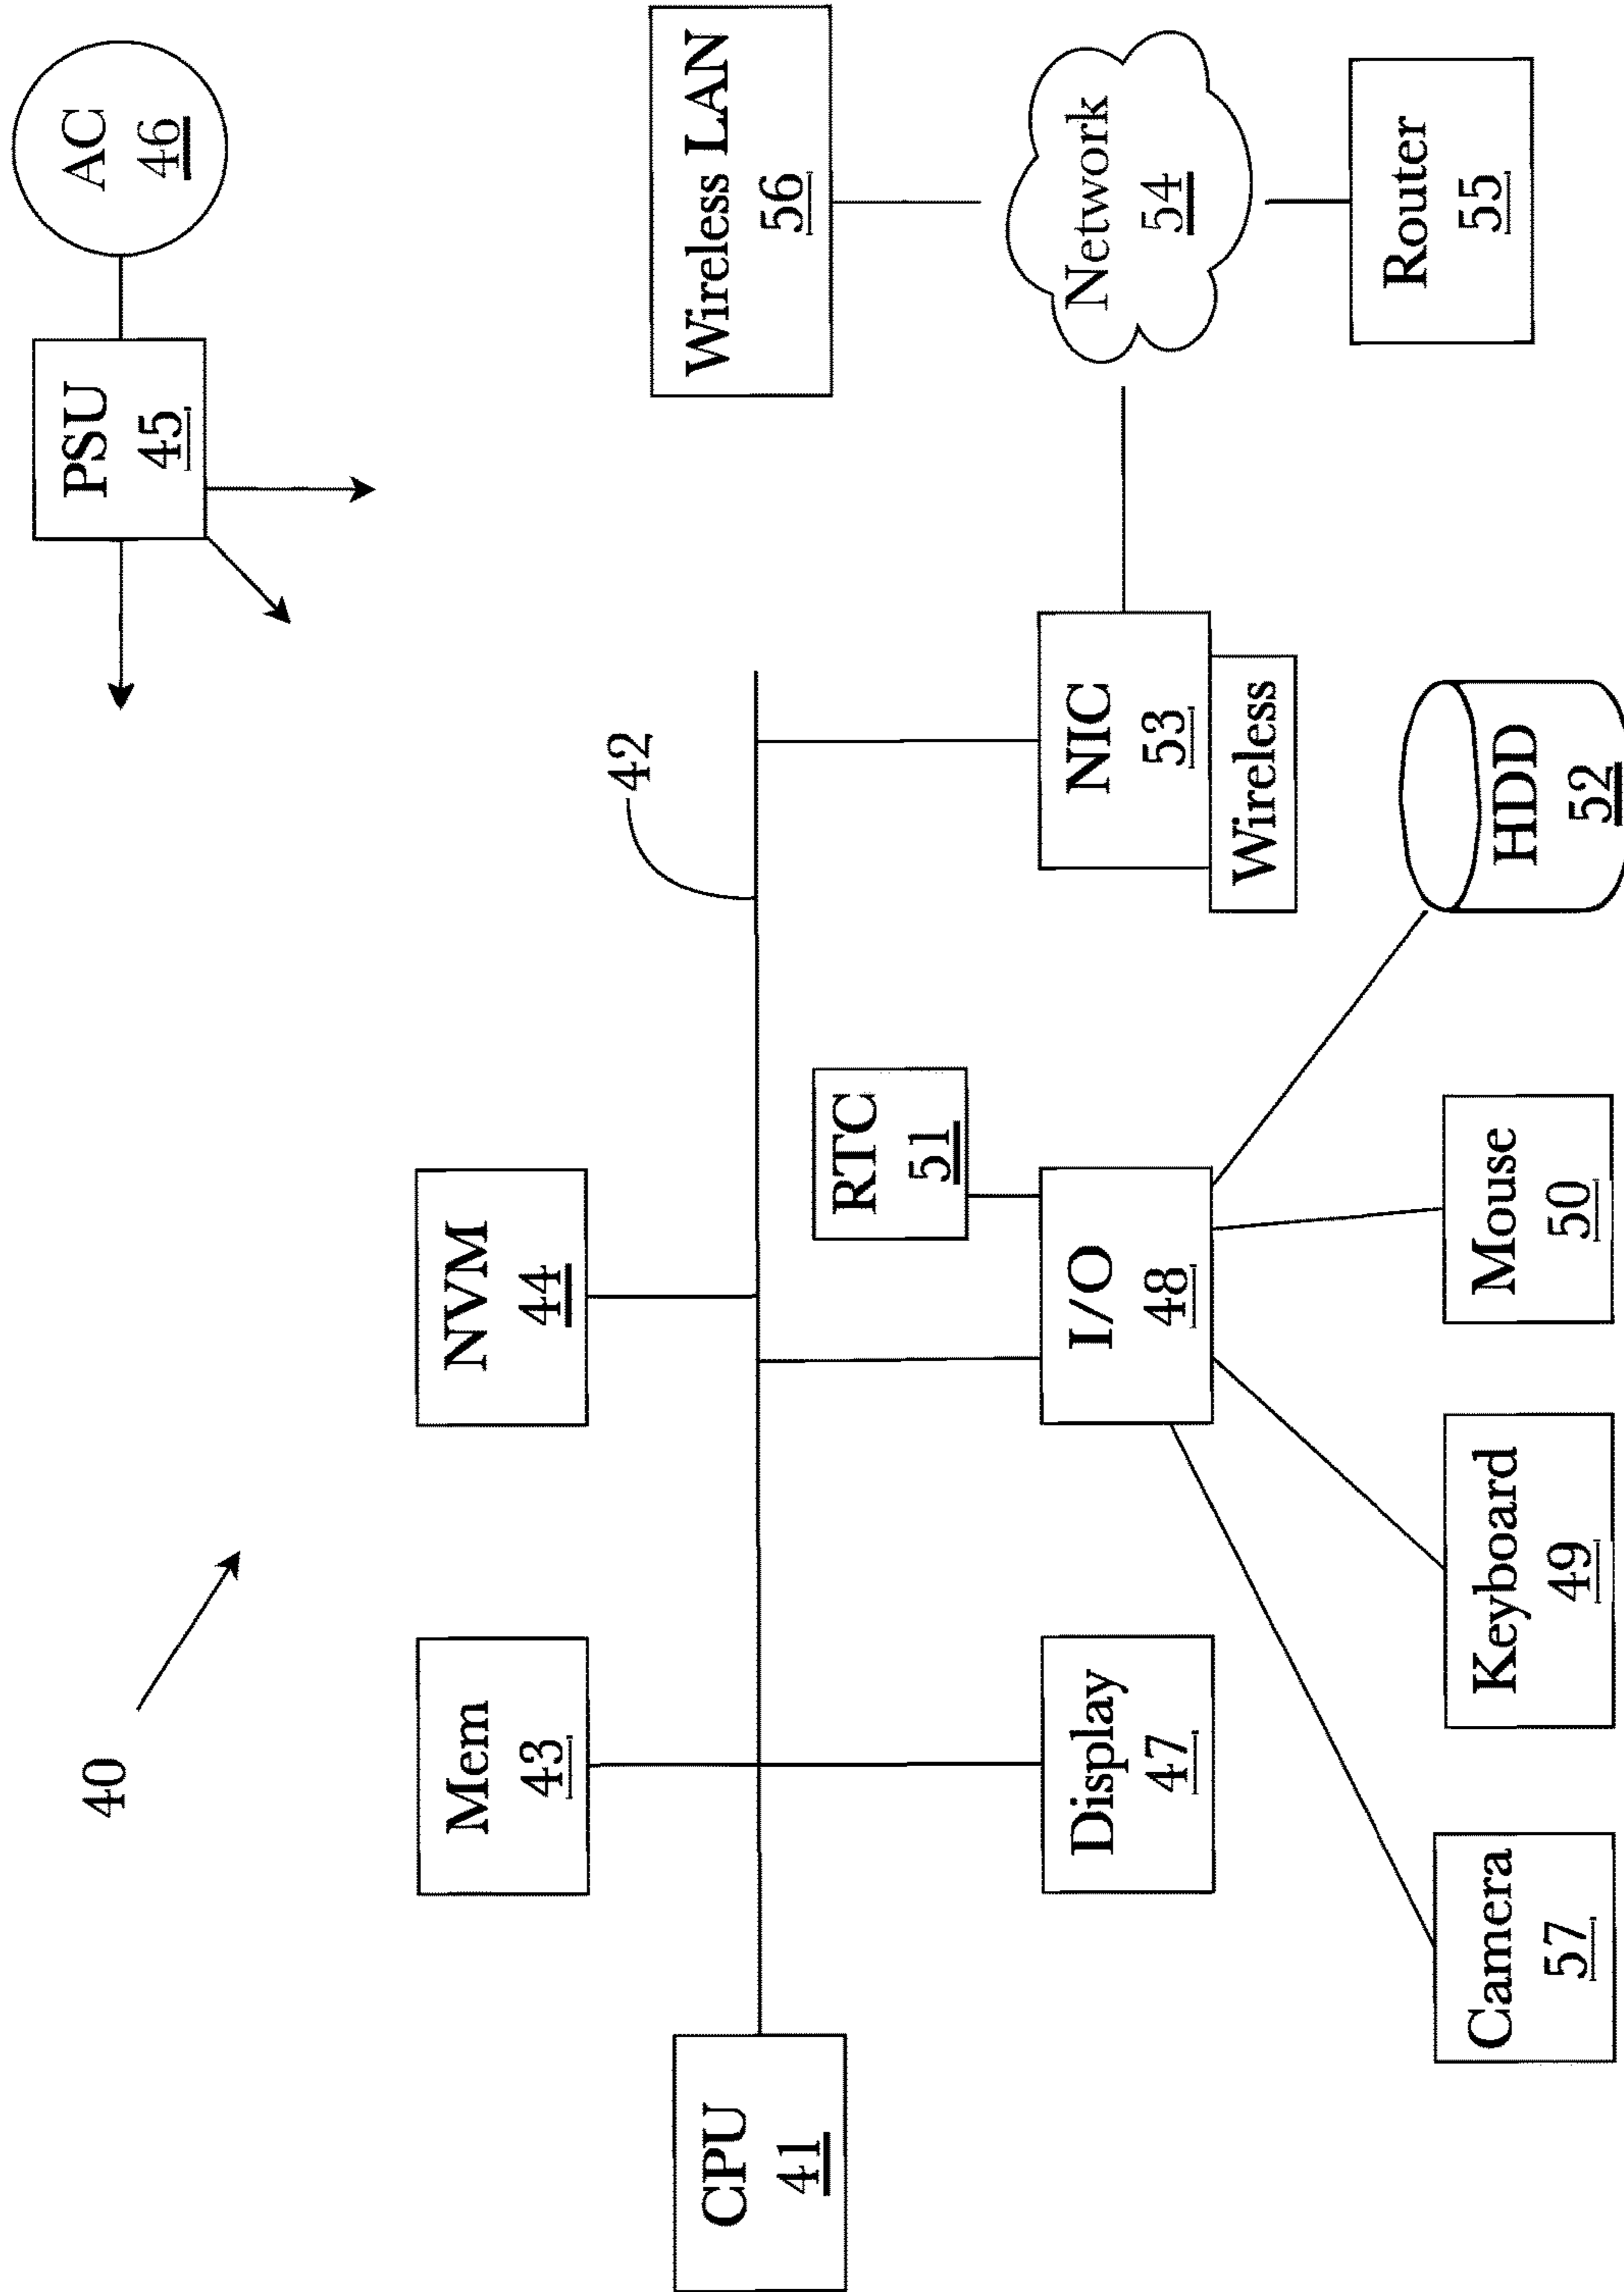 40
PSU
45
AC
46
Mem
43
NVM
44
42
Wireless LAN
56
CPU
41
RTC
51
Display
47
I/O
48
NIC
53
Wireless
Network
54
Camera
57
Keyboard
49
Mouse
50
HDD
52
Router
55